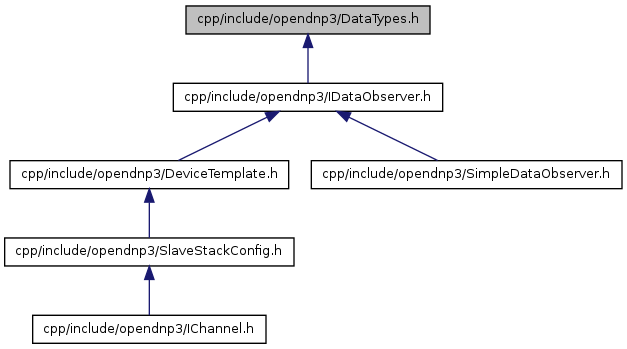 cpp/include/opendnp3/DataTypes.h
cpp/include/opendnp3/IDataObserver.h
cpp/include/opendnp3/DeviceTemplate.h
cpp/include/opendnp3/SimpleDataObserver.h
cpp/include/opendnp3/SlaveStackConfig.h
cpp/include/opendnp3/IChannel.h